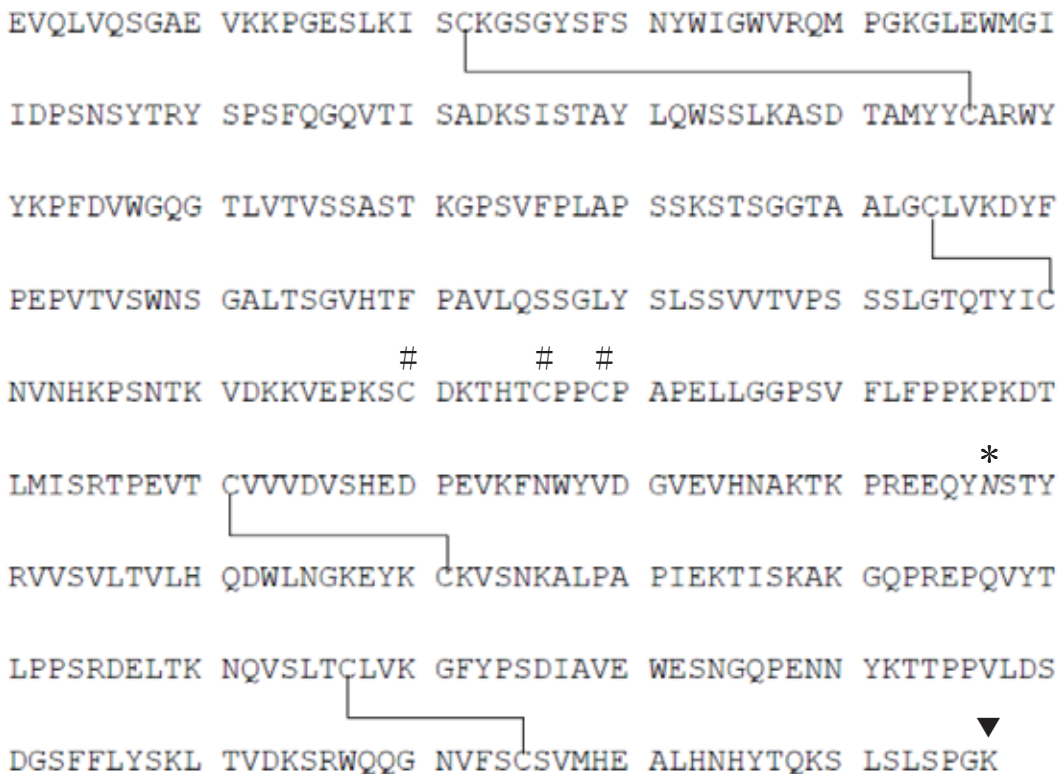 EVQLVQSGAE VKKPGESLKI SCKGSGYSFS NYWIGWVRQM PGKGLEWMGI
IDPSNSYTRY SPSFQGQVTI SADKSISTAY LQWSSLKASD TAMYYCARWY
YKPFDVWGQG TLVTVSSAST KGPSVFPLAP SSKSTSGGTA ALGCLVKDYF
PEPVTVSWNS GALTSGVHTF PAVLQSSGLY SLSSVVTVPS SSLGTQTYIC
# # #
NVNHKPSNTK VDKKVEPKSC DKTHTCPPCP APELLGGPSV FLFPPKPKDT
*
LMISRTPEVT CVVVDVSHED PEVKFNWYVD GVEVHNAKTK PREEQYNSTY
RVVSVLTVLH QDWLNGKEYK CKVSNKALPA PIEKTISKAK GQPREPQVYT
LPPSRDELTK NQVSLTCLVK GFYPSDIAVE WESNGQPENN YKTTPPVLDS
▼
DGSFFLYSKL TVDKSRWQQG NVFSCSVMHE ALHNHYTQKS LSLSPGK